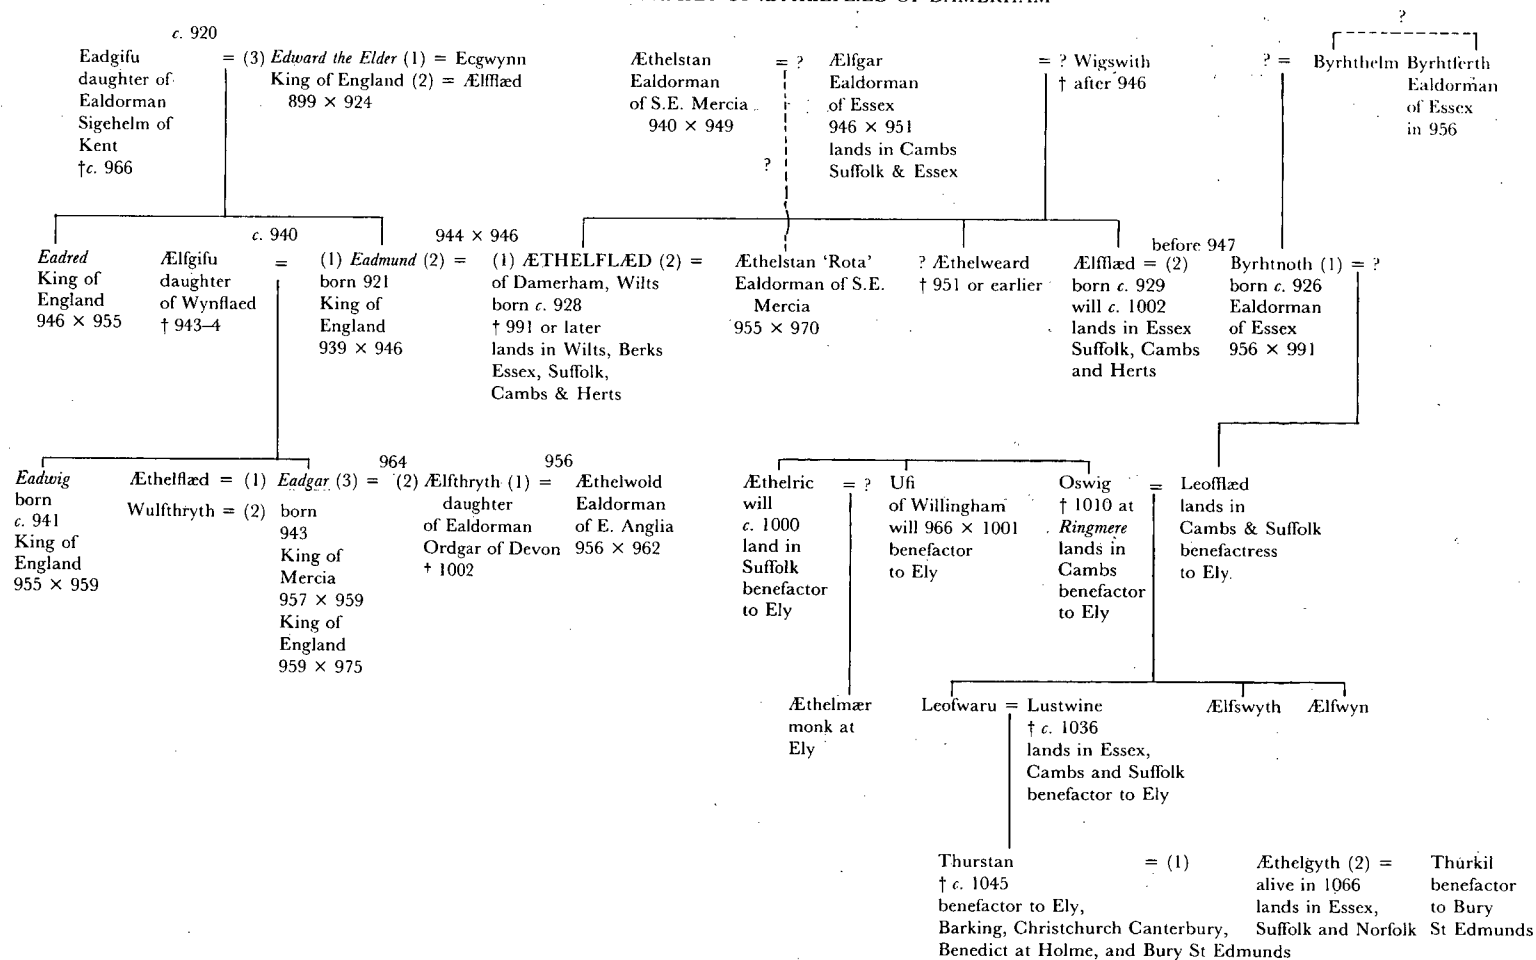 OF DAMERHAM
c. 920
Eadgifu
daughter of
Ealdorman
Sigehelm of
Kent
†c. 966
= (3) Edward the Elder (1) = Ecgwynn
King of England (2) = Ælfflæd
899 × 924
Æthelstan
Ealdorman
of S.E. Mercia
940 × 949
= ?
?
Ælfgar
Ealdorman
of Essex
946 × 951
lands in Cambs
Suffolk & Essex
= ? Wigswith
† after 946
? =
?
Byrhthelm
Byrhtferth
Ealdorman
of Essex
in 956
Eadred
King of
England
946 × 955
c. 940
Ælfgifu
daughter
of Wynflaed
† 943–4
=
(1) Eadmund (2) =
born 921
King of
England
939 × 946
944 × 946
(1) ÆTHELFLÆD (2) =
of Damerham, Wilts
born c. 928
† 991 or later
lands in Wilts, Berks
Essex, Suffolk,
Cambs & Herts
Æthelstan 'Rota'
Ealdorman of S.E.
Mercia
955 × 970
? Æthelweard
† 951 or earlier
before 947
Ælfflæd = (2)
born c. 929
will c. 1002
lands in Essex
Suffolk, Cambs
and Herts
Byrhtnoth (1) = ?
born c. 926
Ealdorman
of Essex
956 × 991
Eadwig
born
c. 941
King of
England
955 × 959
Æthelflæd = (1)
Wulfthryth = (2)
Eadgar (3) =
born
943
King of
Mercia
957 × 959
King of
England
959 × 975
964
(2) Ælfthryth (1) =
daughter
of Ealdorman
Ordgar of Devon
† 1002
956
Æthelwold
Ealdorman
of E. Anglia
956 × 962
Æthelric
will
c. 1000
land in
Suffolk
benefactor
to Ely
= ?
Ufi
of Willingham
will 966 × 1001
benefactor
to Ely
Oswig
† 1010 at
Ringmere
lands in
Cambs
benefactor
to Ely
=
Leofflæd
lands in
Cambs & Suffolk
benefactress
to Ely.
Æthelmær
monk at
Ely
Leofwaru = Lustwine
† c. 1036
lands in Essex,
Cambs and Suffolk
benefactor to Ely
Ælfswyth
Ælfwyn
Thurstan
† c. 1045
benefactor to Ely,
Barking, Christchurch Canterbury,
Benedict at Holme, and Bury St Edmunds
= (1)
Æthelgyth (2) =
alive in 1066
lands in Essex,
Suffolk and Norfolk
Thurkil
benefactor
to Bury
St Edmunds